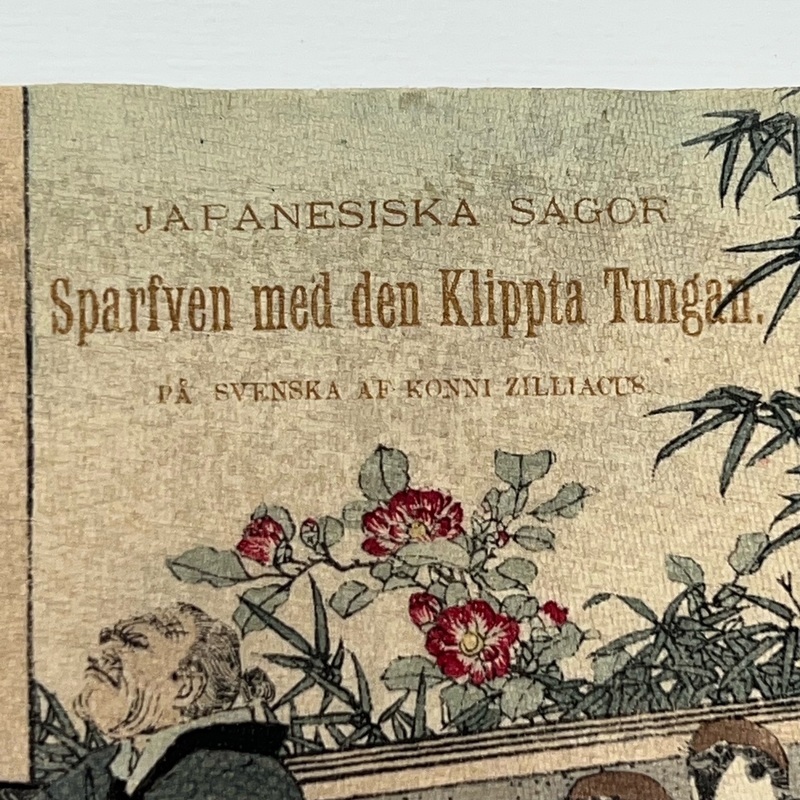 JAPANESISKA SAGOR
Sparfven med den Klippta Tungan.
PÅ SVENSKA AF KONNI ZILLIACUS.